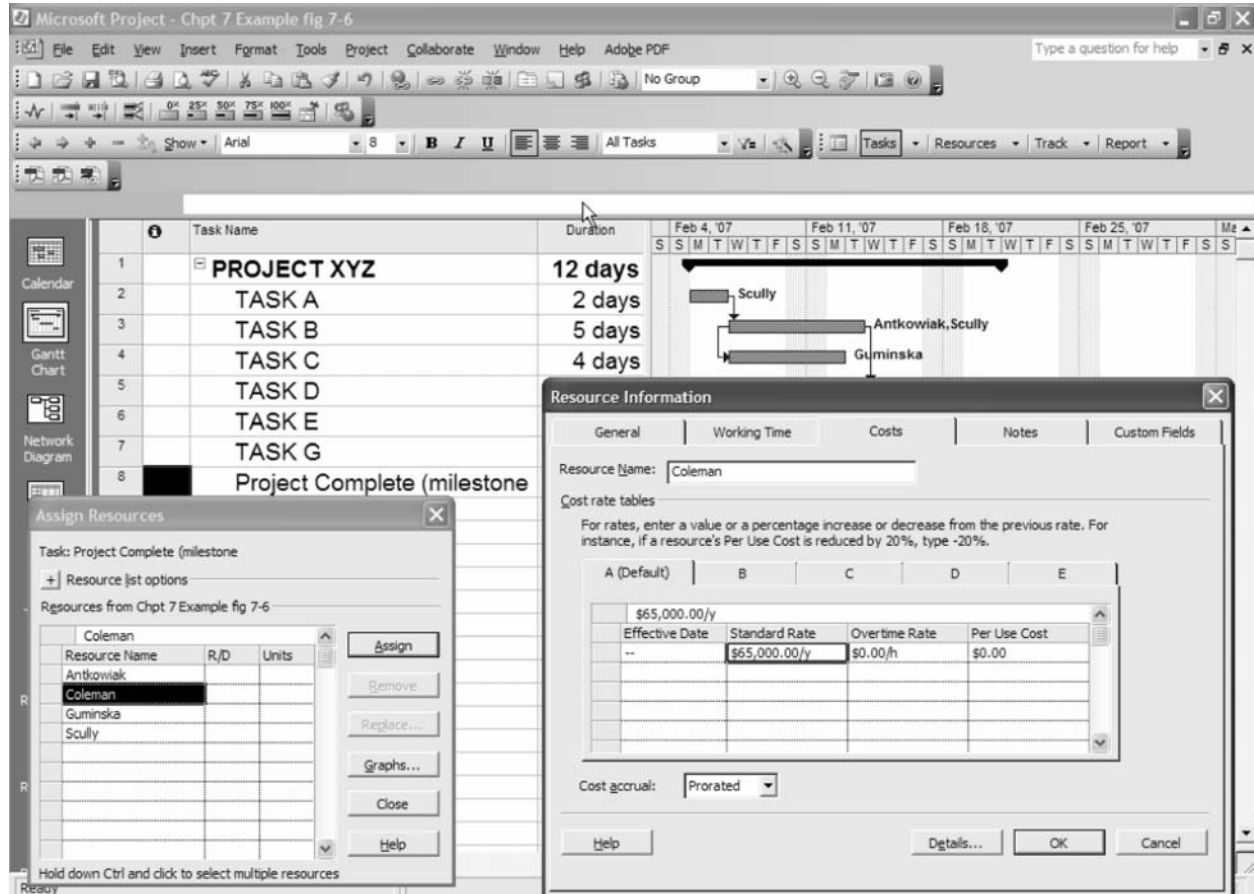 Microsoft Project - Chpt 7 Example fig 7-6
File Edit View Insert Format Tools Project Collaborate Window Help Adobe PDF Type a question for help
No Group
0% 25% 50% 75% 100%
Show Arial 8 B I U All Tasks Tasks Resources Track Report
Task Name Duration Feb 4, '07 Feb 11, '07 Feb 18, '07 Feb 25, '07 Ma
S S M T W T F S S M T W T F S S M T W T F S S M T W T F S S
Calendar
Gantt
Chart
Network
Diagram
1 PROJECT XYZ 12 days
2 TASK A 2 days Scully
3 TASK B 5 days Antkowiak,Scully
4 TASK C 4 days Guminska
5 TASK D
6 TASK E
7 TASK G
8 Project Complete (milestone
Assign Resources
Task: Project Complete (milestone
+ Resource list options
Resources from Chpt 7 Example fig 7-6
Coleman
Resource Name R/D Units
Antkowiak
Coleman
Guminska
Scully
Assign
Remove
Replace...
Graphs...
Close
Help
Hold down Ctrl and click to select multiple resources
Resource Information
General Working Time Costs Notes Custom Fields
Resource Name: Coleman
Cost rate tables
For rates, enter a value or a percentage increase or decrease from the previous rate. For
instance, if a resource's Per Use Cost is reduced by 20%, type -20%.
A (Default) B C D E
$65,000.00/y
Effective Date Standard Rate Overtime Rate Per Use Cost
-- $65,000.00/y $0.00/h $0.00
Cost accrual: Prorated
Help Details... OK Cancel
Ready